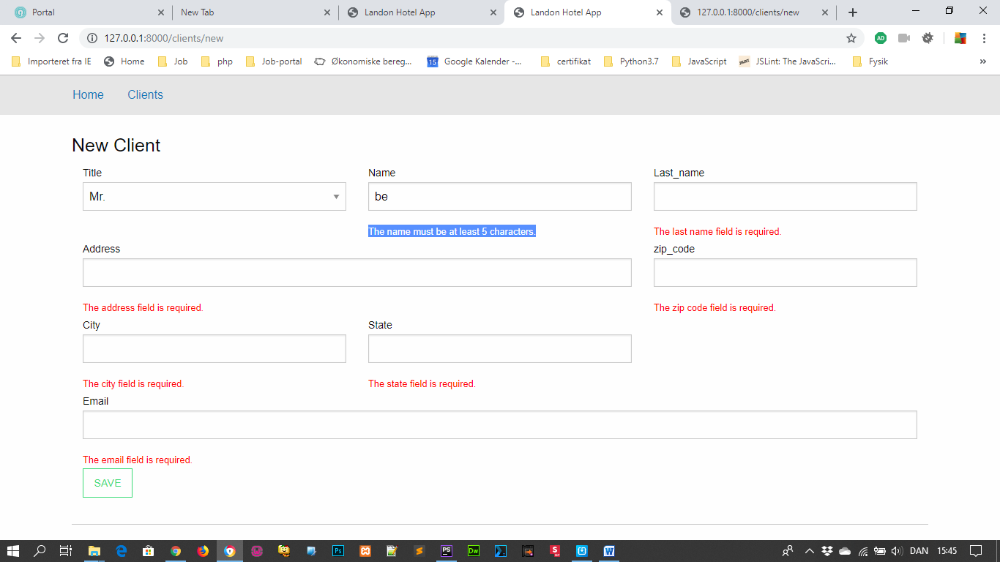 Portal
New Tab
Landon Hotel App
Landon Hotel App
127.0.0.1:8000/clients/new
127.0.0.1:8000/clients/new
AD
Importeret fra IE Home Job php Job-portal Økonomiske bereg... 15 Google Kalender -... certifikat Python3.7 JavaScript JSLint: The JavaScri... Fysik »
Home Clients
New Client
Title Name Last_name
Mr. be
The name must be at least 5 characters. The last name field is required.
Address zip_code
The address field is required. The zip code field is required.
City State
The city field is required. The state field is required.
Email
The email field is required.
SAVE
Ps PS Dw S W DAN 15:45